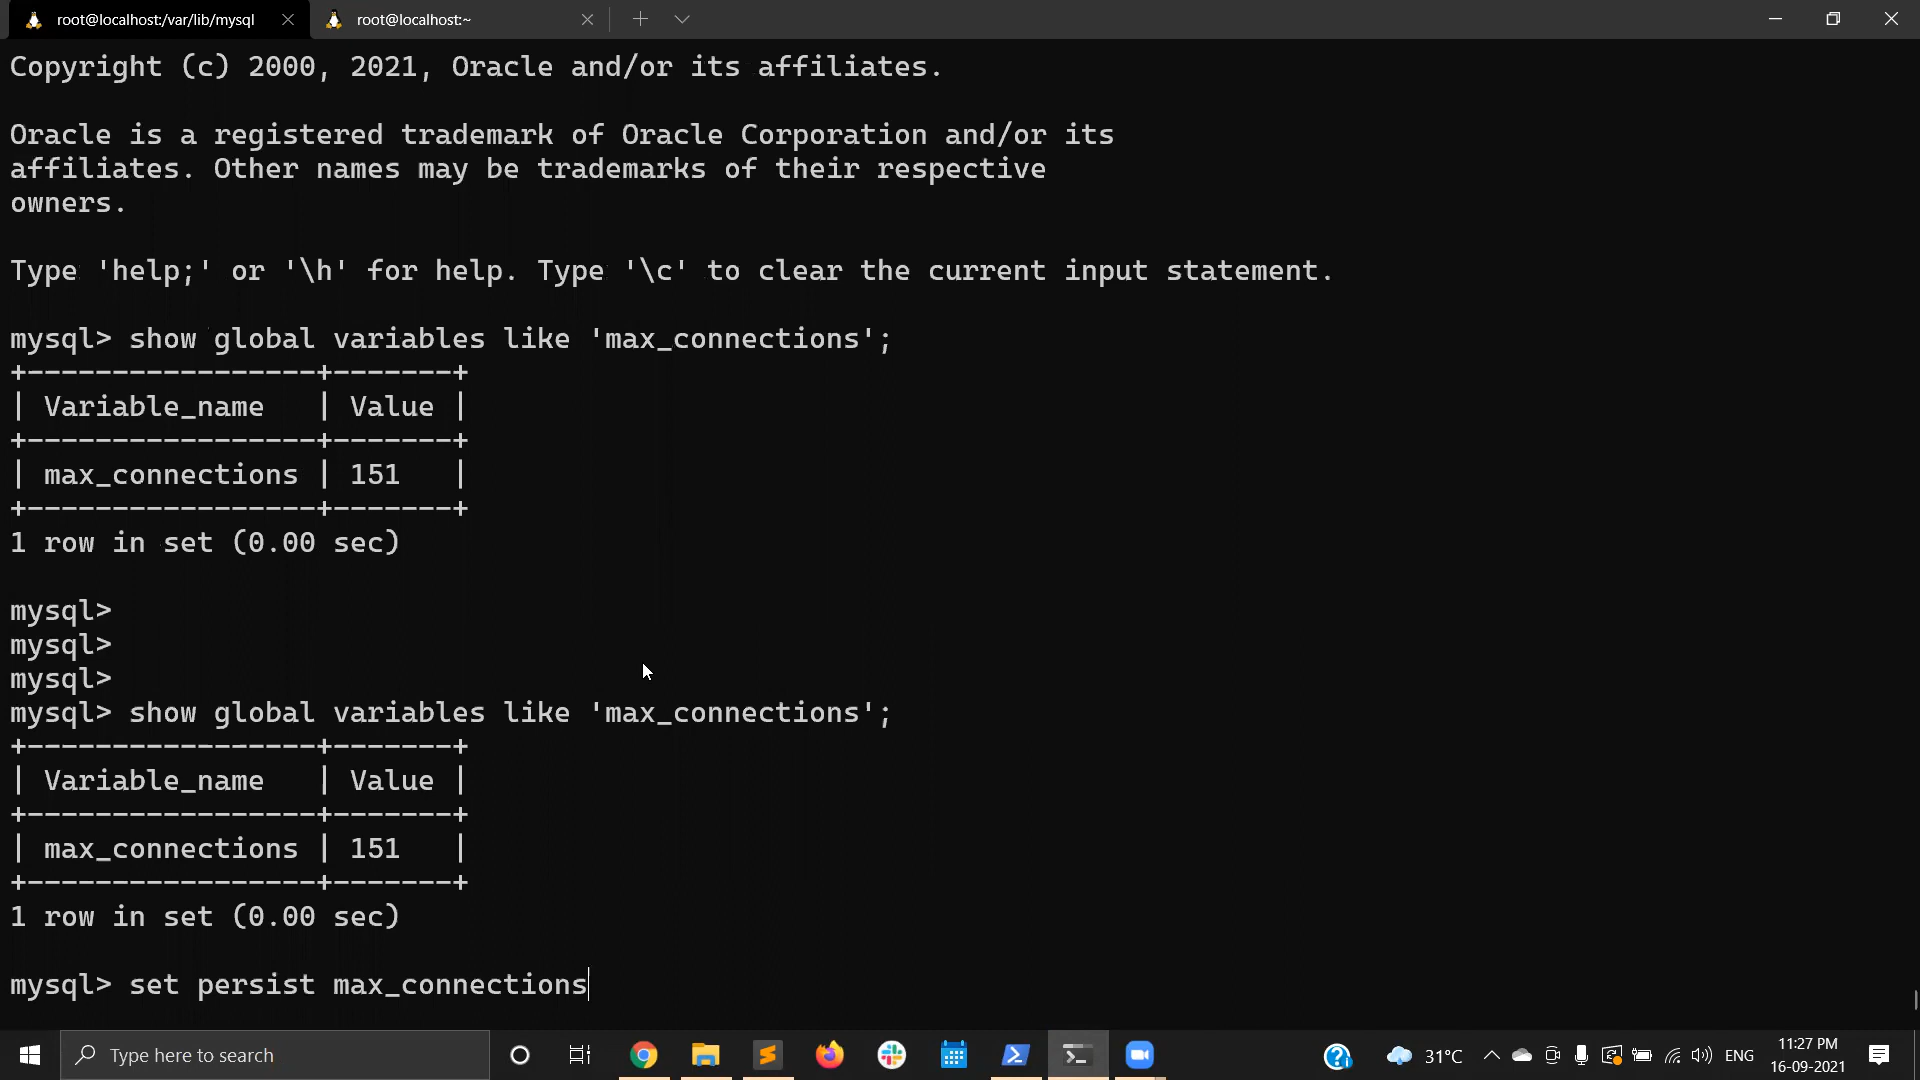 root@localhost:/var/lib/mysql
root@localhost:~
Copyright (c) 2000, 2021, Oracle and/or its affiliates.
Oracle is a registered trademark of Oracle Corporation and/or its
affiliates. Other names may be trademarks of their respective
owners.
Type 'help;' or '\h' for help. Type '\c' to clear the current input statement.
mysql> show global variables like 'max_connections';
+-----------------+-------+
| Variable_name   | Value |
+-----------------+-------+
| max_connections | 151   |
+-----------------+-------+
1 row in set (0.00 sec)
mysql>
mysql>
mysql>
mysql> show global variables like 'max_connections';
+-----------------+-------+
| Variable_name   | Value |
+-----------------+-------+
| max_connections | 151   |
+-----------------+-------+
1 row in set (0.00 sec)
mysql> set persist max_connections
Type here to search
31°C
ENG
11:27 PM
16-09-2021